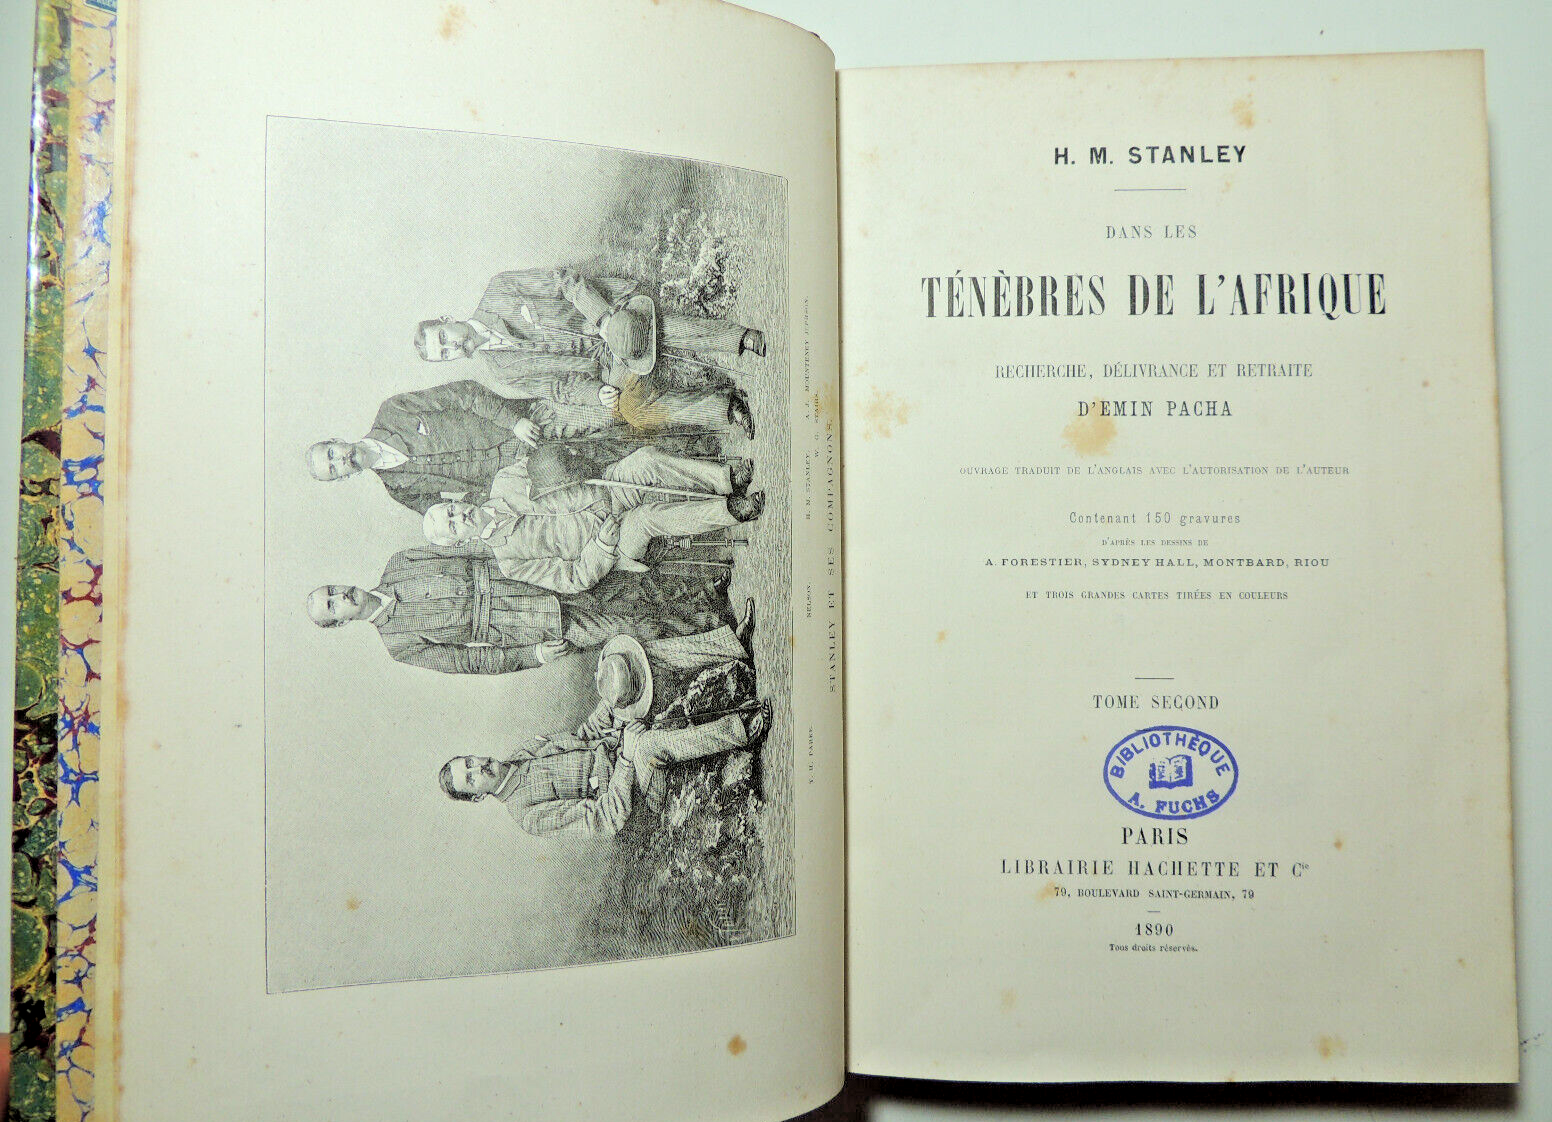 T. H. PARKE.
NELSON.
H. M. STANLEY.
A. J. MOUNTENEY JEPHSON.
W. G. STAIRS.
STANLEY ET SES COMPAGNONS.
H. M. STANLEY
DANS LES
TÉNÈBRES DE L'AFRIQUE
RECHERCHE, DÉLIVRANCE ET RETRAITE
D'EMIN PACHA
OUVRAGE TRADUIT DE L'ANGLAIS AVEC L'AUTORISATION DE L'AUTEUR
Contenant 150 gravures
D'APRÈS LES DESSINS DE
A. FORESTIER, SYDNEY HALL, MONTBARD, RIOU
ET TROIS GRANDES CARTES TIRÉES EN COULEURS
TOME SECOND
BIBLIOTHÈQUE
A. FUCHS
PARIS
LIBRAIRIE HACHETTE ET Cie
79, BOULEVARD SAINT-GERMAIN, 79
1890
Tous droits réservés.